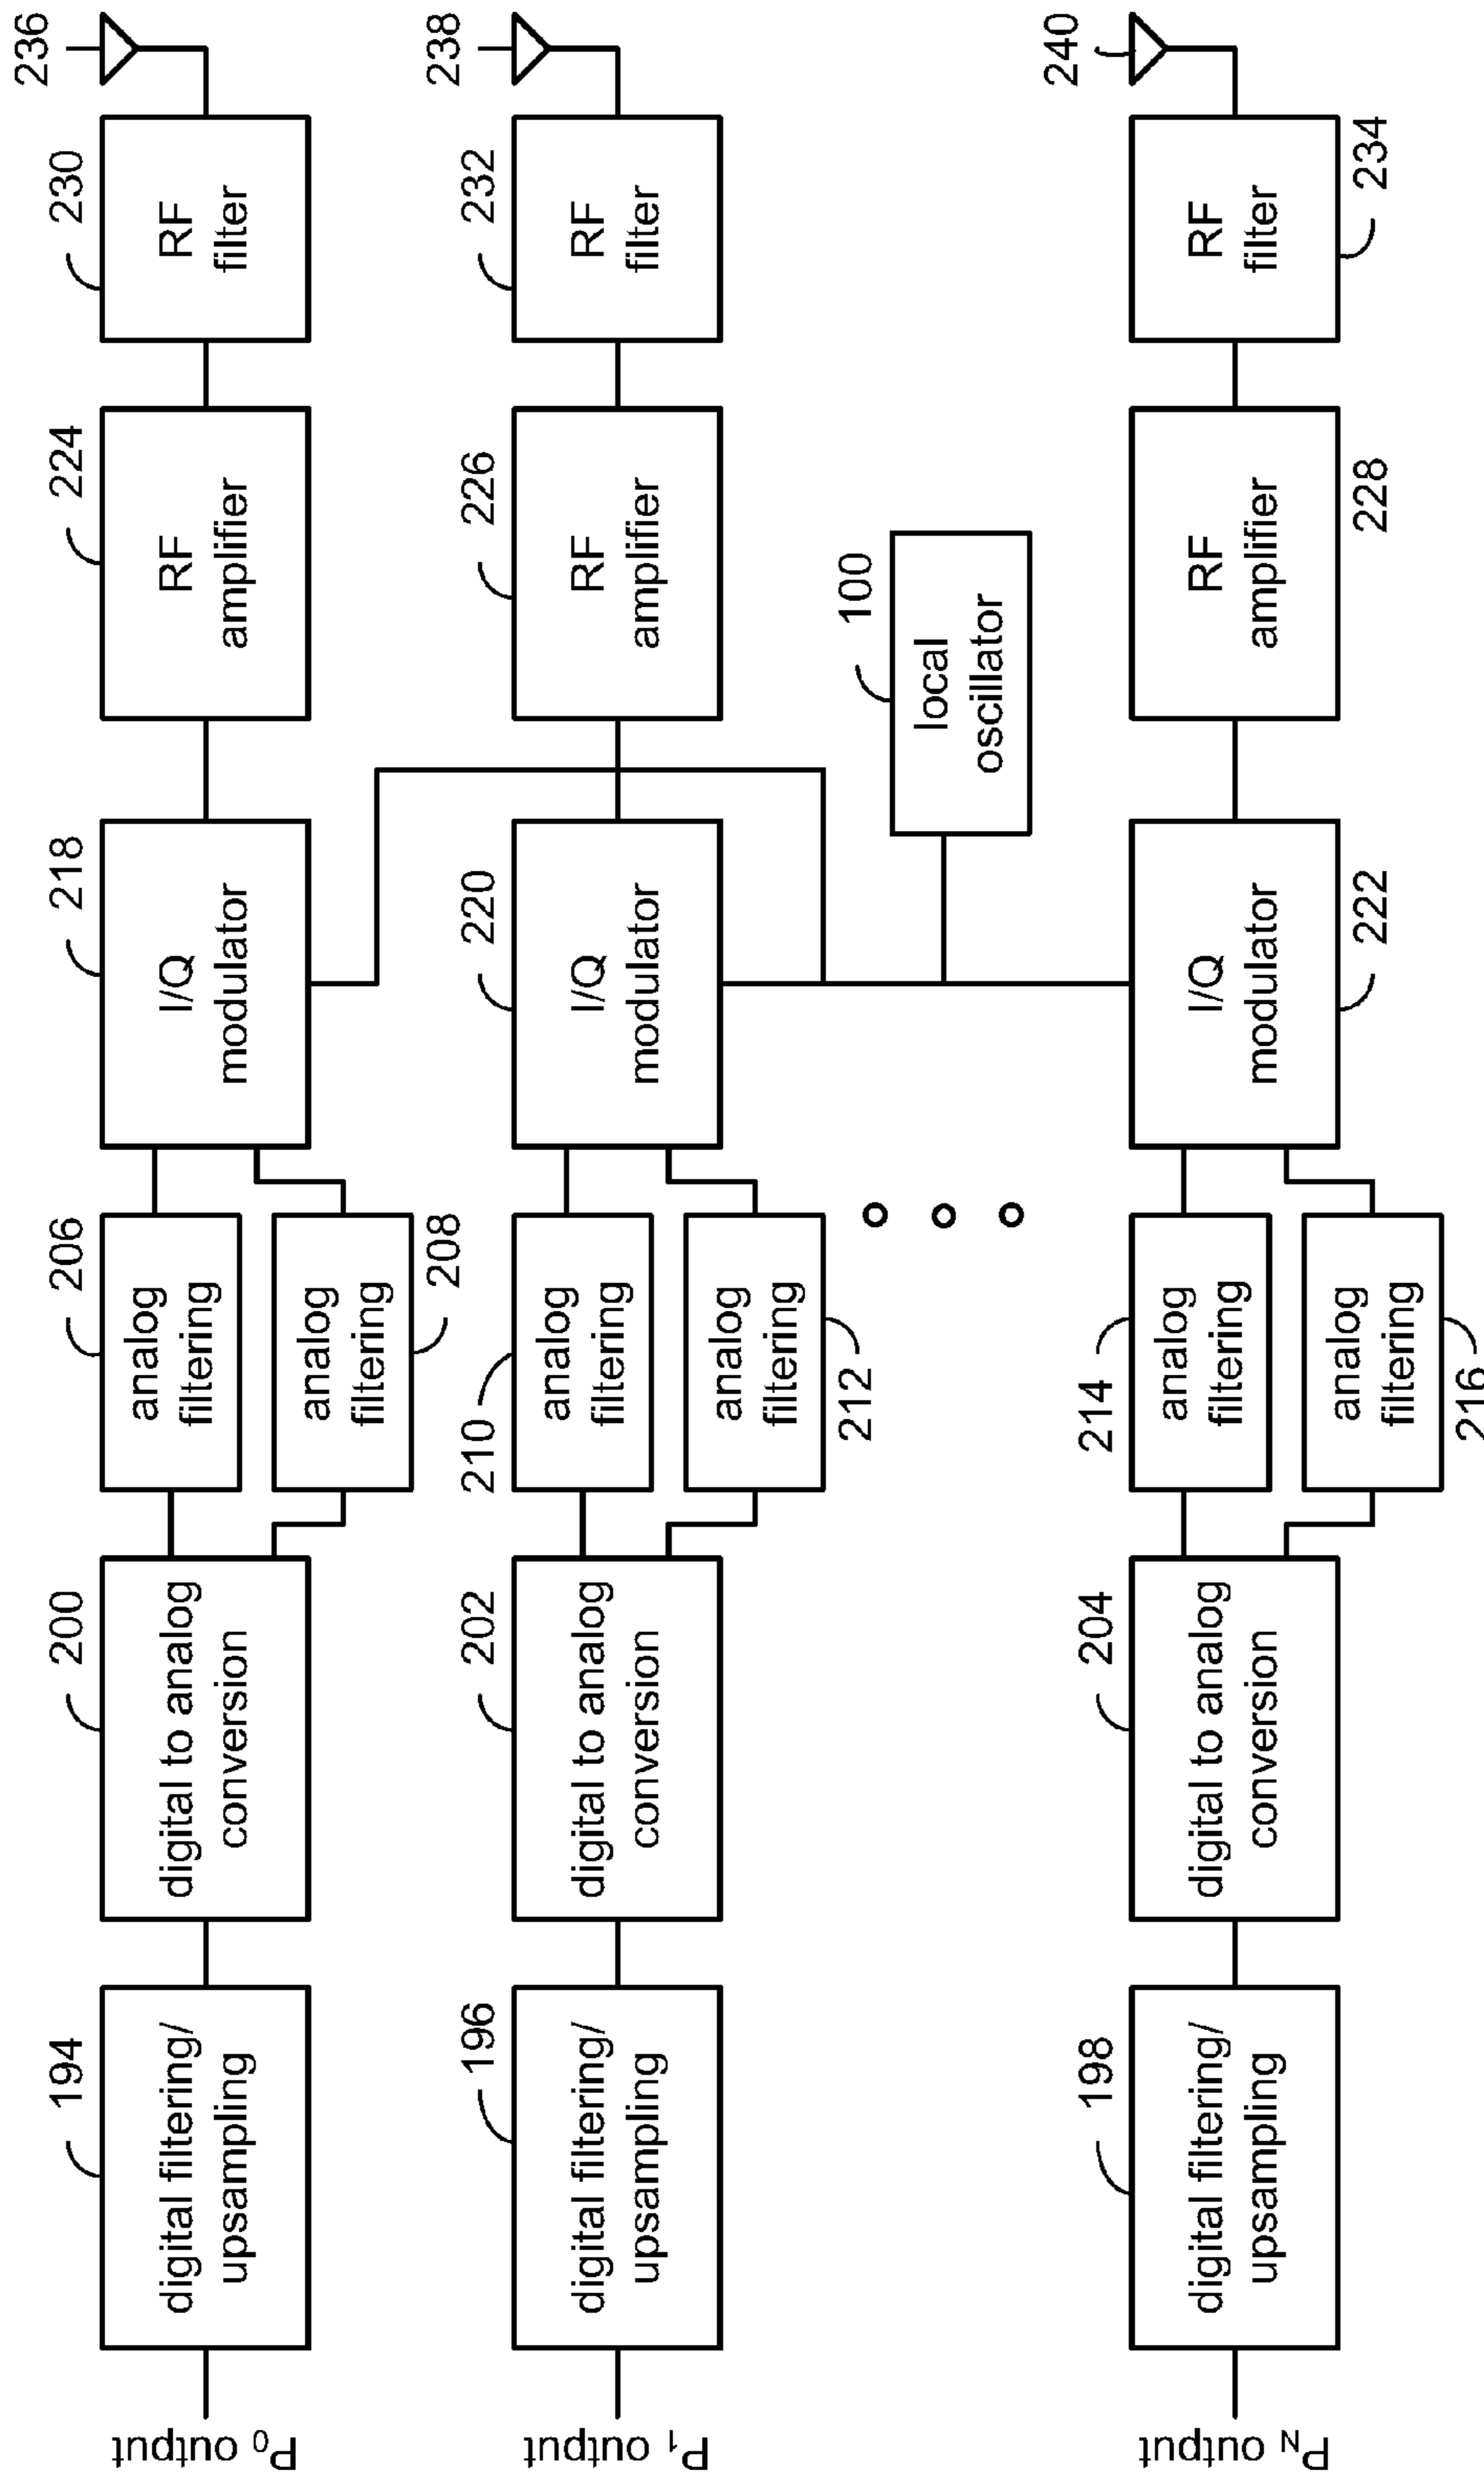 P0 output
194
digital filtering/
upsampling
200
digital to analog
conversion
206
analog
filtering
analog
filtering
208
218
I/Q
modulator
224
RF
amplifier
230
RF
filter
236
P1 output
196
digital filtering/
upsampling
202
digital to analog
conversion
210
analog
filtering
analog
filtering
212
220
I/Q
modulator
226
RF
amplifier
232
RF
filter
238
100
local
oscillator
PN output
198
digital filtering/
upsampling
204
digital to analog
conversion
214
analog
filtering
analog
filtering
216
I/Q
modulator
222
RF
amplifier
228
RF
filter
234
240